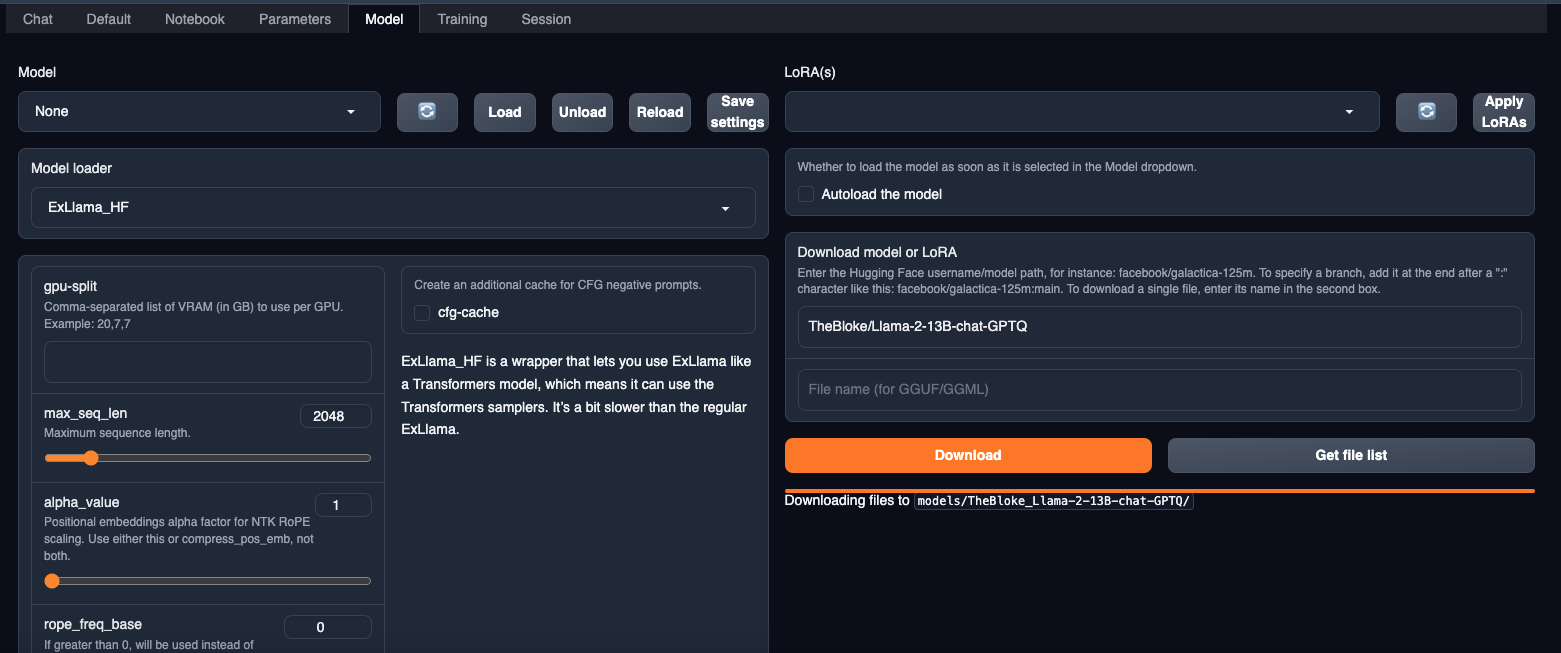 Chat
Default
Notebook
Parameters
Model
Training
Session
Model
None
Load
Unload
Reload
Save
settings
LoRA(s)
Apply
LoRAs
Model loader
ExLlama_HF
Whether to load the model as soon as it is selected in the Model dropdown.
Autoload the model
gpu-split
Comma-separated list of VRAM (in GB) to use per GPU.
Example: 20,7,7
max_seq_len
2048
Maximum sequence length.
alpha_value
1
Positional embeddings alpha factor for NTK RoPE
scaling. Use either this or compress_pos_emb, not
both.
rope_freq_base
0
If greater than 0, will be used instead of
Create an additional cache for CFG negative prompts.
cfg-cache
ExLlama_HF is a wrapper that lets you use ExLlama like
a Transformers model, which means it can use the
Transformers samplers. It's a bit slower than the regular
ExLlama.
Download model or LoRA
Enter the Hugging Face username/model path, for instance: facebook/galactica-125m. To specify a branch, add it at the end after a ":"
character like this: facebook/galactica-125m:main. To download a single file, enter its name in the second box.
TheBloke/Llama-2-13B-chat-GPTQ
File name (for GGUF/GGML)
Download
Get file list
Downloading files to models/TheBloke_Llama-2-13B-chat-GPTQ/